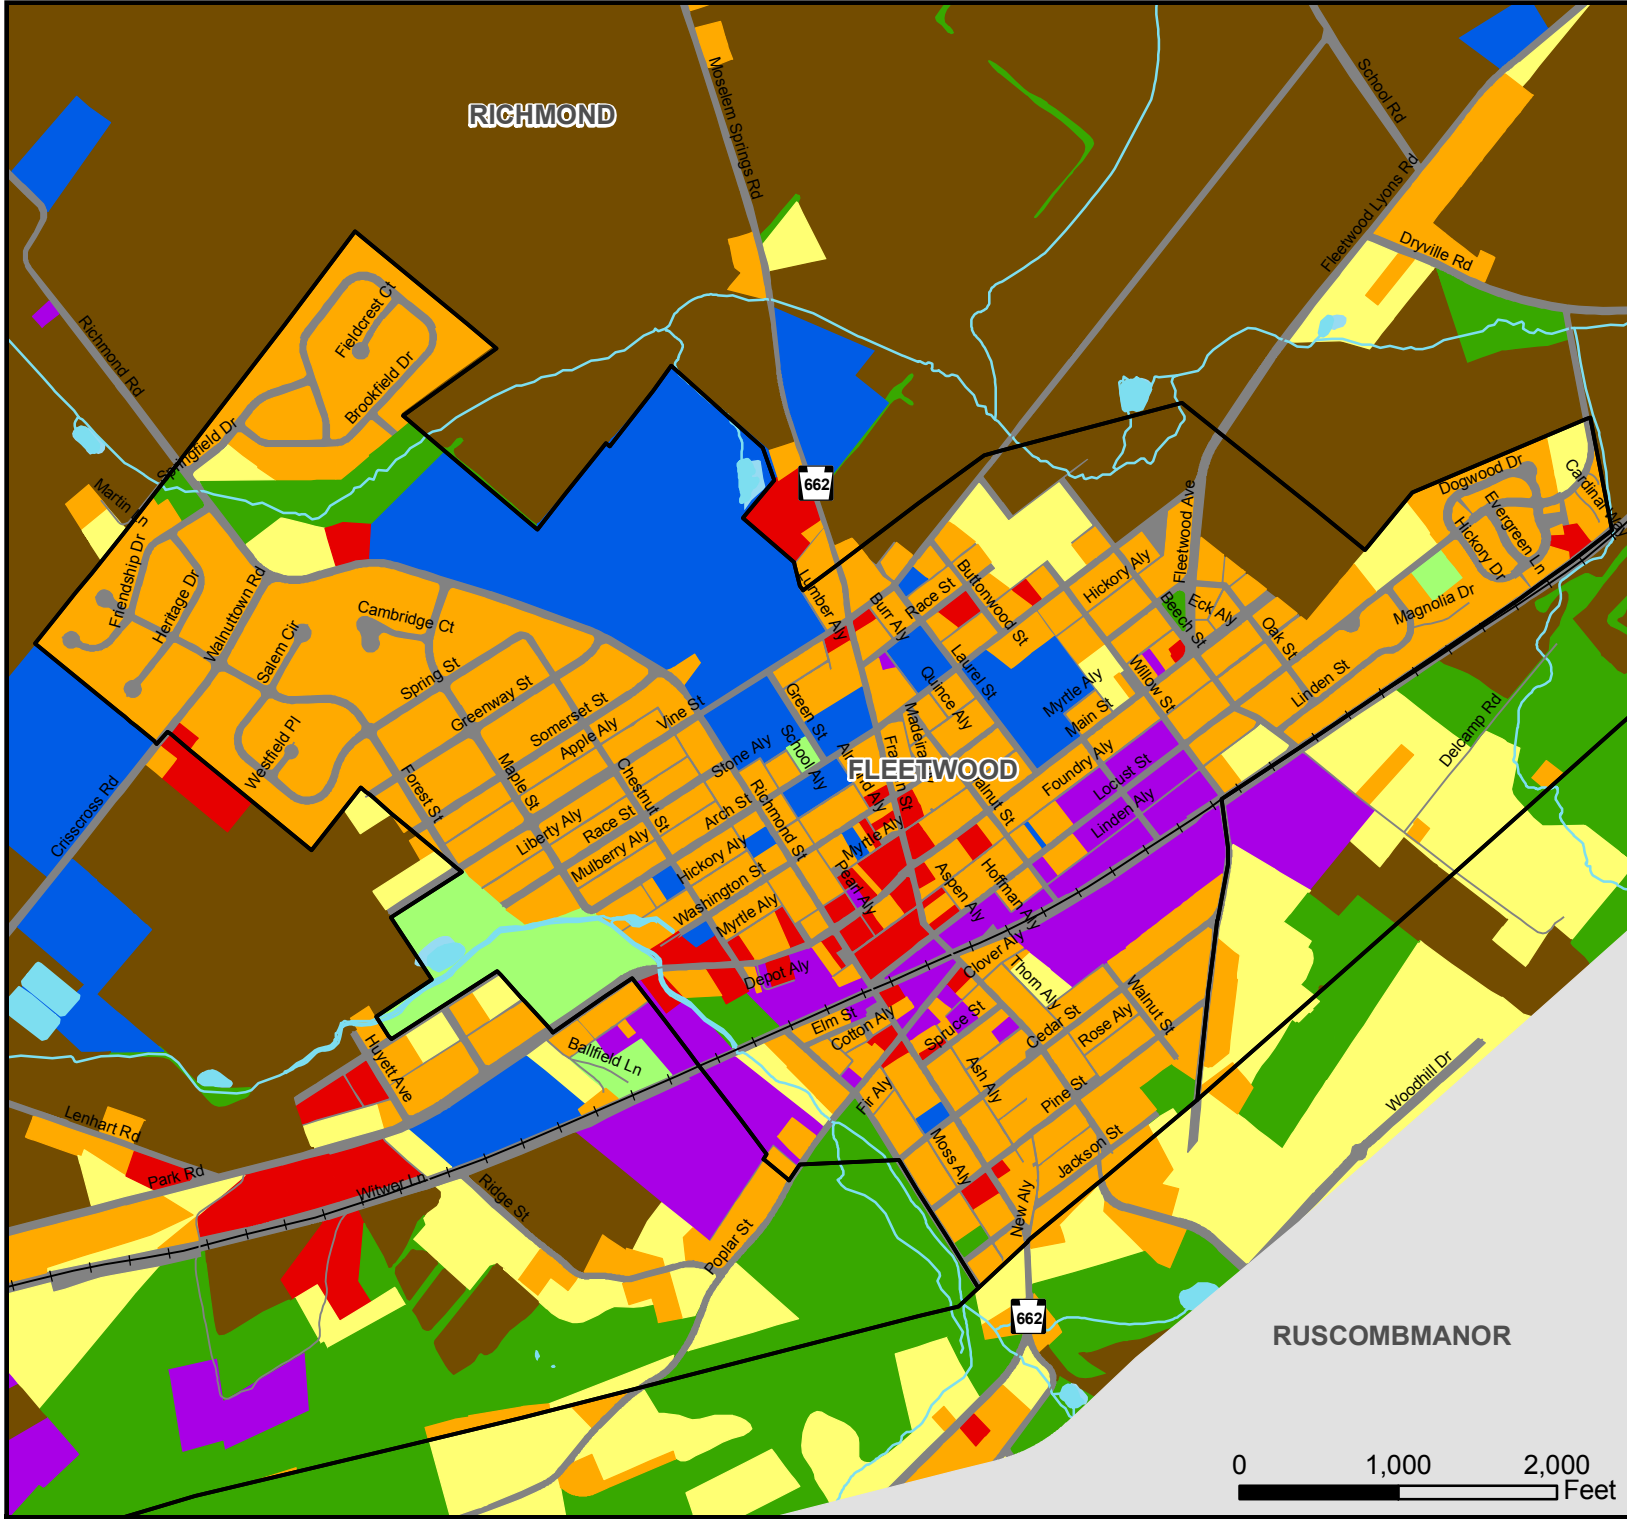 RICHMOND
Moselem Springs Rd
School Rd
Fleetwood Lyons Rd
Dryville Rd
Richmond Rd
Fieldcrest Ct
Brookfield Dr
Springfield Dr
Martin Ln
Friendship Dr
Heritage Dr
Walnuttown Rd
Salem Cir
Cambridge Ct
Westfield Pl
Crisscross Rd
Spring St
Greenway St
Somerset St
Apple Aly
Vine St
Forest St
Maple St
Chestnut St
Liberty Aly
Race St
Mulberry Aly
Arch St
Hickory Aly
Washington St
Myrtle Aly
Stone Aly
Richmond St
School Aly
Green St
662
Lumber Aly
Burr Aly
Race St
Buttonwood St
Laurel St
Quince Aly
Hickory Aly
Fleetwood Ave
Beech St
Eck Aly
Oak St
Willow St
Myrtle Aly
Main St
Linden St
Magnolia Dr
Dogwood Dr
Evergreen Ln
Hickory Dr
Cardinal Way
Delcamp Rd
FLEETWOOD
Foundry Aly
Locust St
Linden Aly
Myrtle Aly
Pearl Aly
Aspen Aly
Hoffman Aly
Clover Aly
Thorn Aly
Depot Aly
Elm St
Cotton Aly
Spruce St
Cedar St
Rose Aly
Walnut St
Ash Aly
Pine St
Fir Aly
Moss Aly
Jackson St
New Aly
Huyett Ave
Ballfield Ln
Lenhart Rd
Park Rd
Witwer Ln
Ridge St
Poplar St
Woodhill Dr
662
RUSCOMBMANOR
0 1,000 2,000
Feet